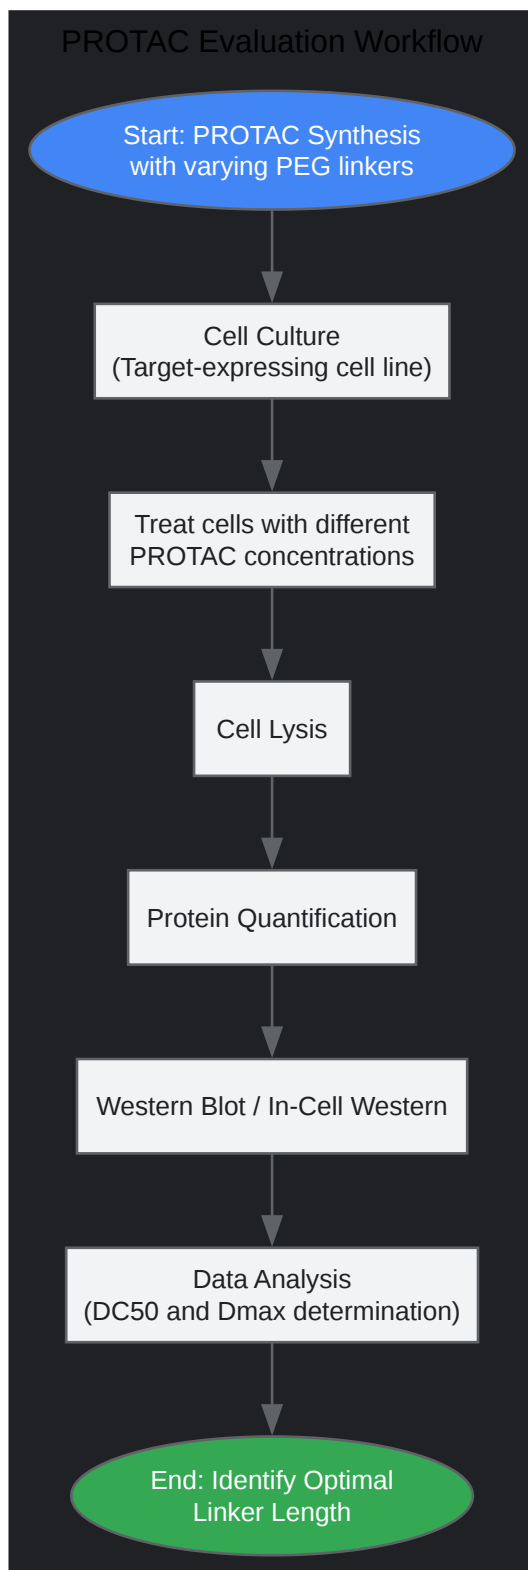 PROTAC Evaluation Workflow
Start: PROTAC Synthesis
with varying PEG linkers
Cell Culture
(Target-expressing cell line)
Treat cells with different
PROTAC concentrations
Cell Lysis
Protein Quantification
Western Blot / In-Cell Western
Data Analysis
(DC50 and Dmax determination)
End: Identify Optimal
Linker Length